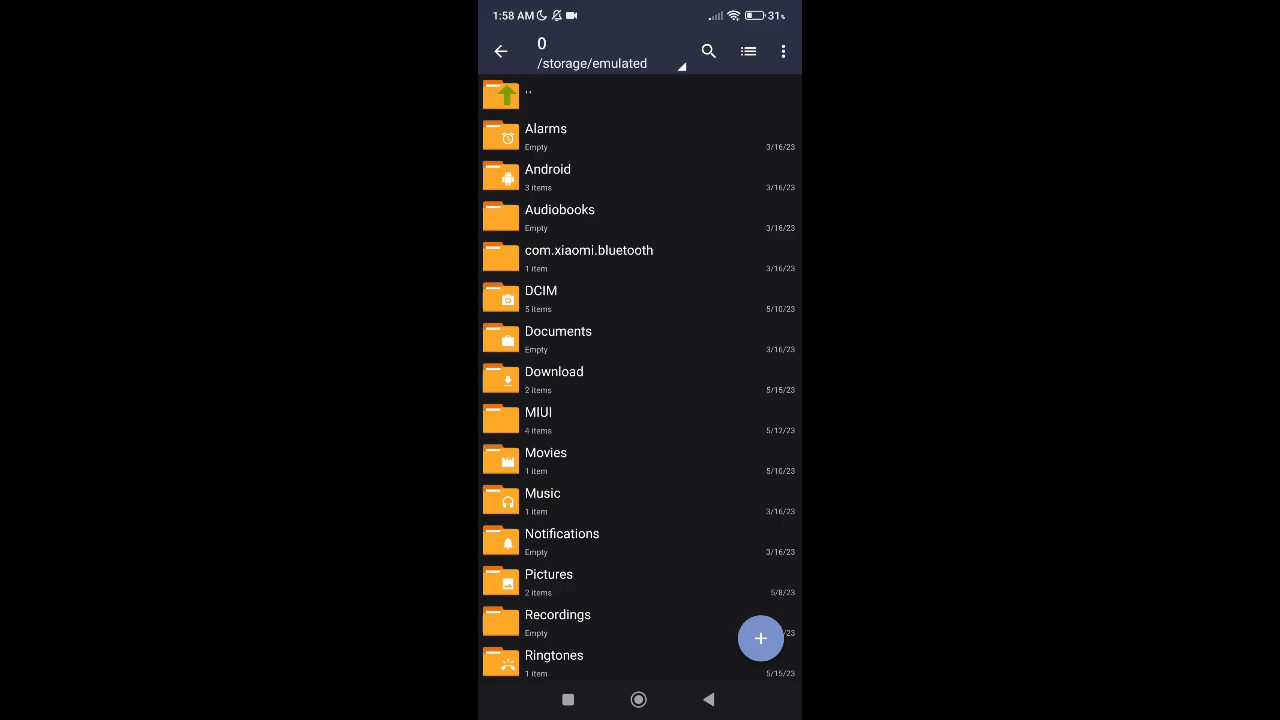 1:58 AM 31%
0
/storage/emulated
..
Alarms
Empty 3/16/23
Android
3 items 3/16/23
Audiobooks
Empty 3/16/23
com.xiaomi.bluetooth
1 item 3/16/23
DCIM
5 items 5/10/23
Documents
Empty 3/16/23
Download
2 items 5/15/23
MIUI
4 items 5/12/23
Movies
1 item 5/10/23
Music
1 item 3/16/23
Notifications
Empty 3/16/23
Pictures
2 items 5/8/23
Recordings
Empty /23
Ringtones
1 item 5/15/23